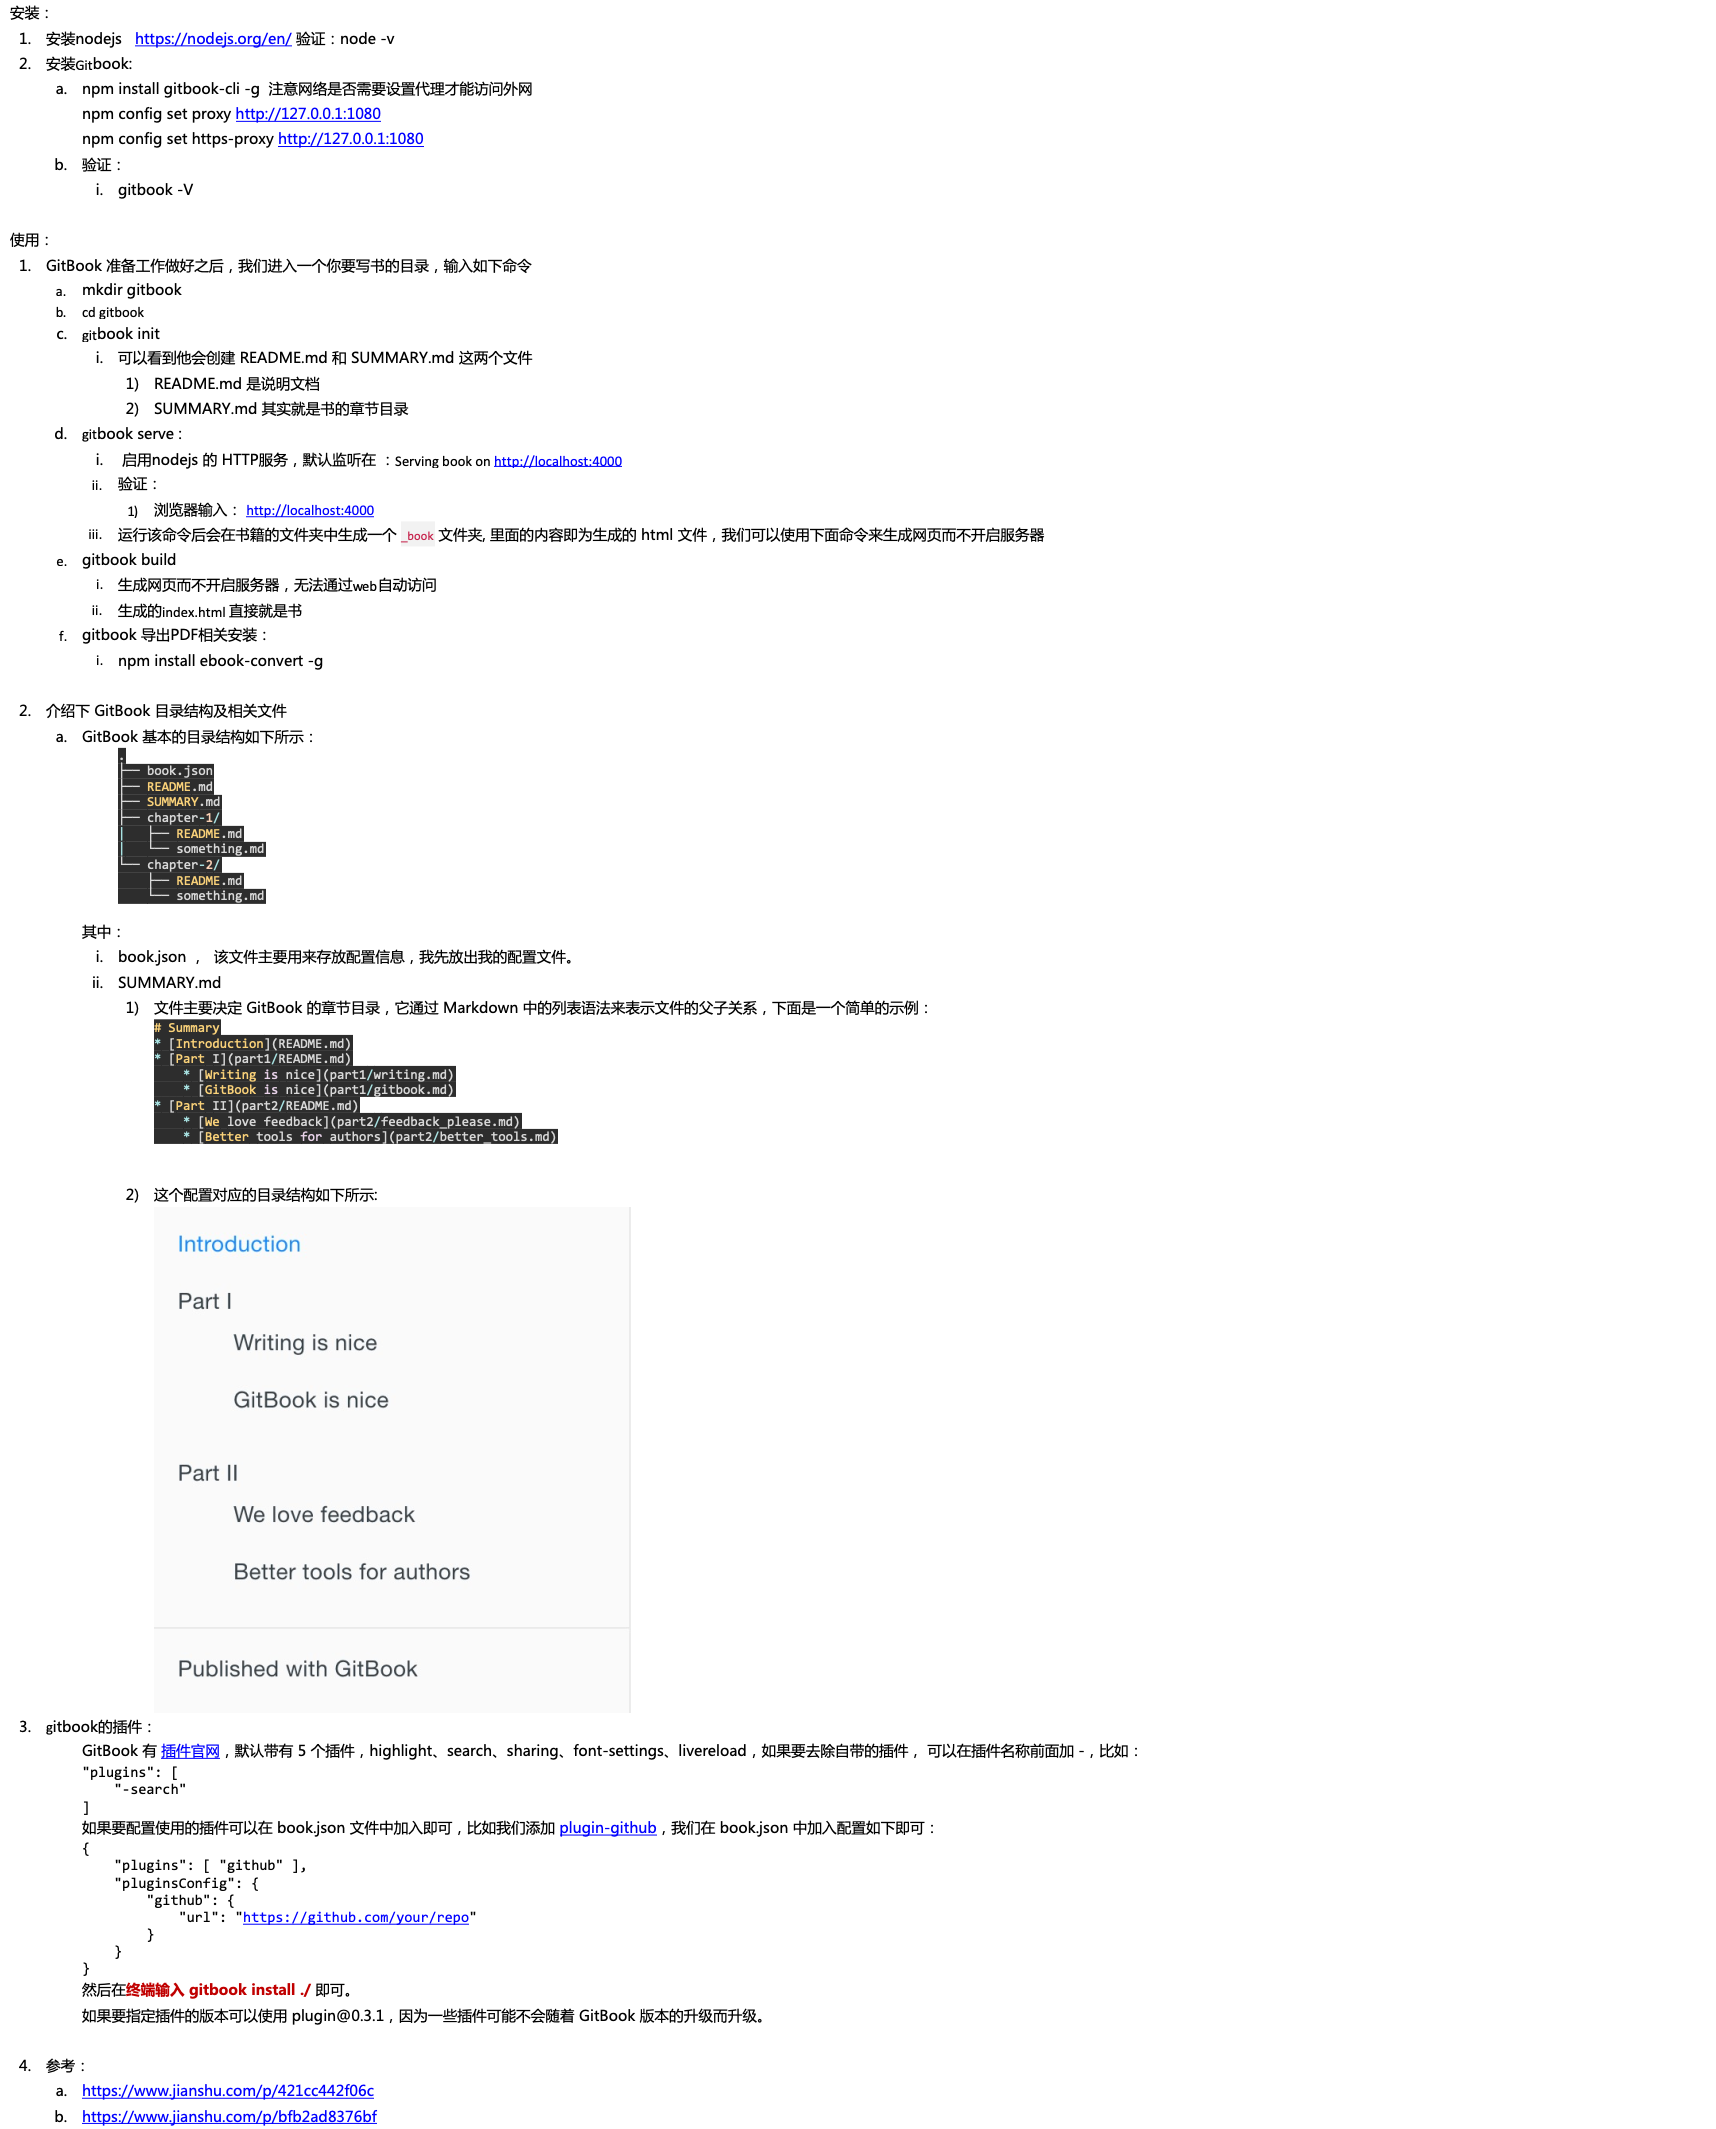 安装：
1. 安装nodejs https://nodejs.org/en/ 验证：node -v
2. 安装Gitbook:
a. npm install gitbook-cli -g 注意网络是否需要设置代理才能访问外网
npm config set proxy http://127.0.0.1:1080
npm config set https-proxy http://127.0.0.1:1080
b. 验证：
i. gitbook -V
使用：
1. GitBook 准备工作做好之后，我们进入一个你要写书的目录，输入如下命令
a. mkdir gitbook
b. cd gitbook
c. gitbook init
i. 可以看到他会创建 README.md 和 SUMMARY.md 这两个文件
1) README.md 是说明文档
2) SUMMARY.md 其实就是书的章节目录
d. gitbook serve :
i. 启用nodejs 的 HTTP服务，默认监听在 ：Serving book on http://localhost:4000
ii. 验证：
1) 浏览器输入： http://localhost:4000
iii. 运行该命令后会在书籍的文件夹中生成一个 _book 文件夹, 里面的内容即为生成的 html 文件，我们可以使用下面命令来生成网页而不开启服务器
e. gitbook build
i. 生成网页而不开启服务器，无法通过web自动访问
ii. 生成的index.html 直接就是书
f. gitbook 导出PDF相关安装：
i. npm install ebook-convert -g
2. 介绍下 GitBook 目录结构及相关文件
a. GitBook 基本的目录结构如下所示：
.
├── book.json
├── README.md
├── SUMMARY.md
├── chapter-1/
|   ├── README.md
|   └── something.md
└── chapter-2/
    ├── README.md
    └── something.md
其中：
i. book.json ， 该文件主要用来存放配置信息，我先放出我的配置文件。
ii. SUMMARY.md
1) 文件主要决定 GitBook 的章节目录，它通过 Markdown 中的列表语法来表示文件的父子关系，下面是一个简单的示例：
# Summary
* [Introduction](README.md)
* [Part I](part1/README.md)
    * [Writing is nice](part1/writing.md)
    * [GitBook is nice](part1/gitbook.md)
* [Part II](part2/README.md)
    * [We love feedback](part2/feedback_please.md)
    * [Better tools for authors](part2/better_tools.md)
2) 这个配置对应的目录结构如下所示:
Introduction
Part I
Writing is nice
GitBook is nice
Part II
We love feedback
Better tools for authors
Published with GitBook
3. gitbook的插件：
GitBook 有 插件官网，默认带有 5 个插件，highlight、search、sharing、font-settings、livereload，如果要去除自带的插件， 可以在插件名称前面加 -，比如：
"plugins": [
    "-search"
]
如果要配置使用的插件可以在 book.json 文件中加入即可，比如我们添加 plugin-github，我们在 book.json 中加入配置如下即可：
{
    "plugins": [ "github" ],
    "pluginsConfig": {
        "github": {
            "url": "https://github.com/your/repo"
        }
    }
}
然后在终端输入 gitbook install ./ 即可。
如果要指定插件的版本可以使用 plugin@0.3.1，因为一些插件可能不会随着 GitBook 版本的升级而升级。
4. 参考：
a. https://www.jianshu.com/p/421cc442f06c
b. https://www.jianshu.com/p/bfb2ad8376bf